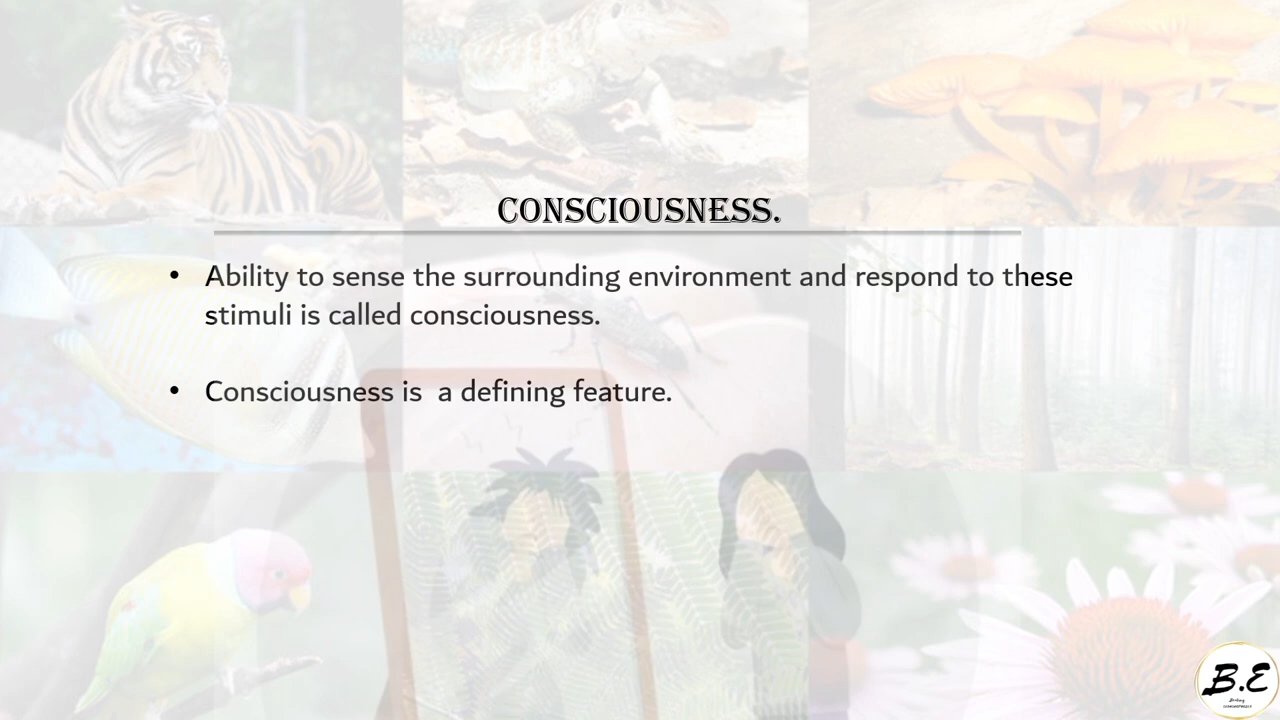 CONSCIOUSNESS.
• Ability to sense the surrounding environment and respond to these
stimuli is called consciousness.
• Consciousness is  a defining feature.
B.E